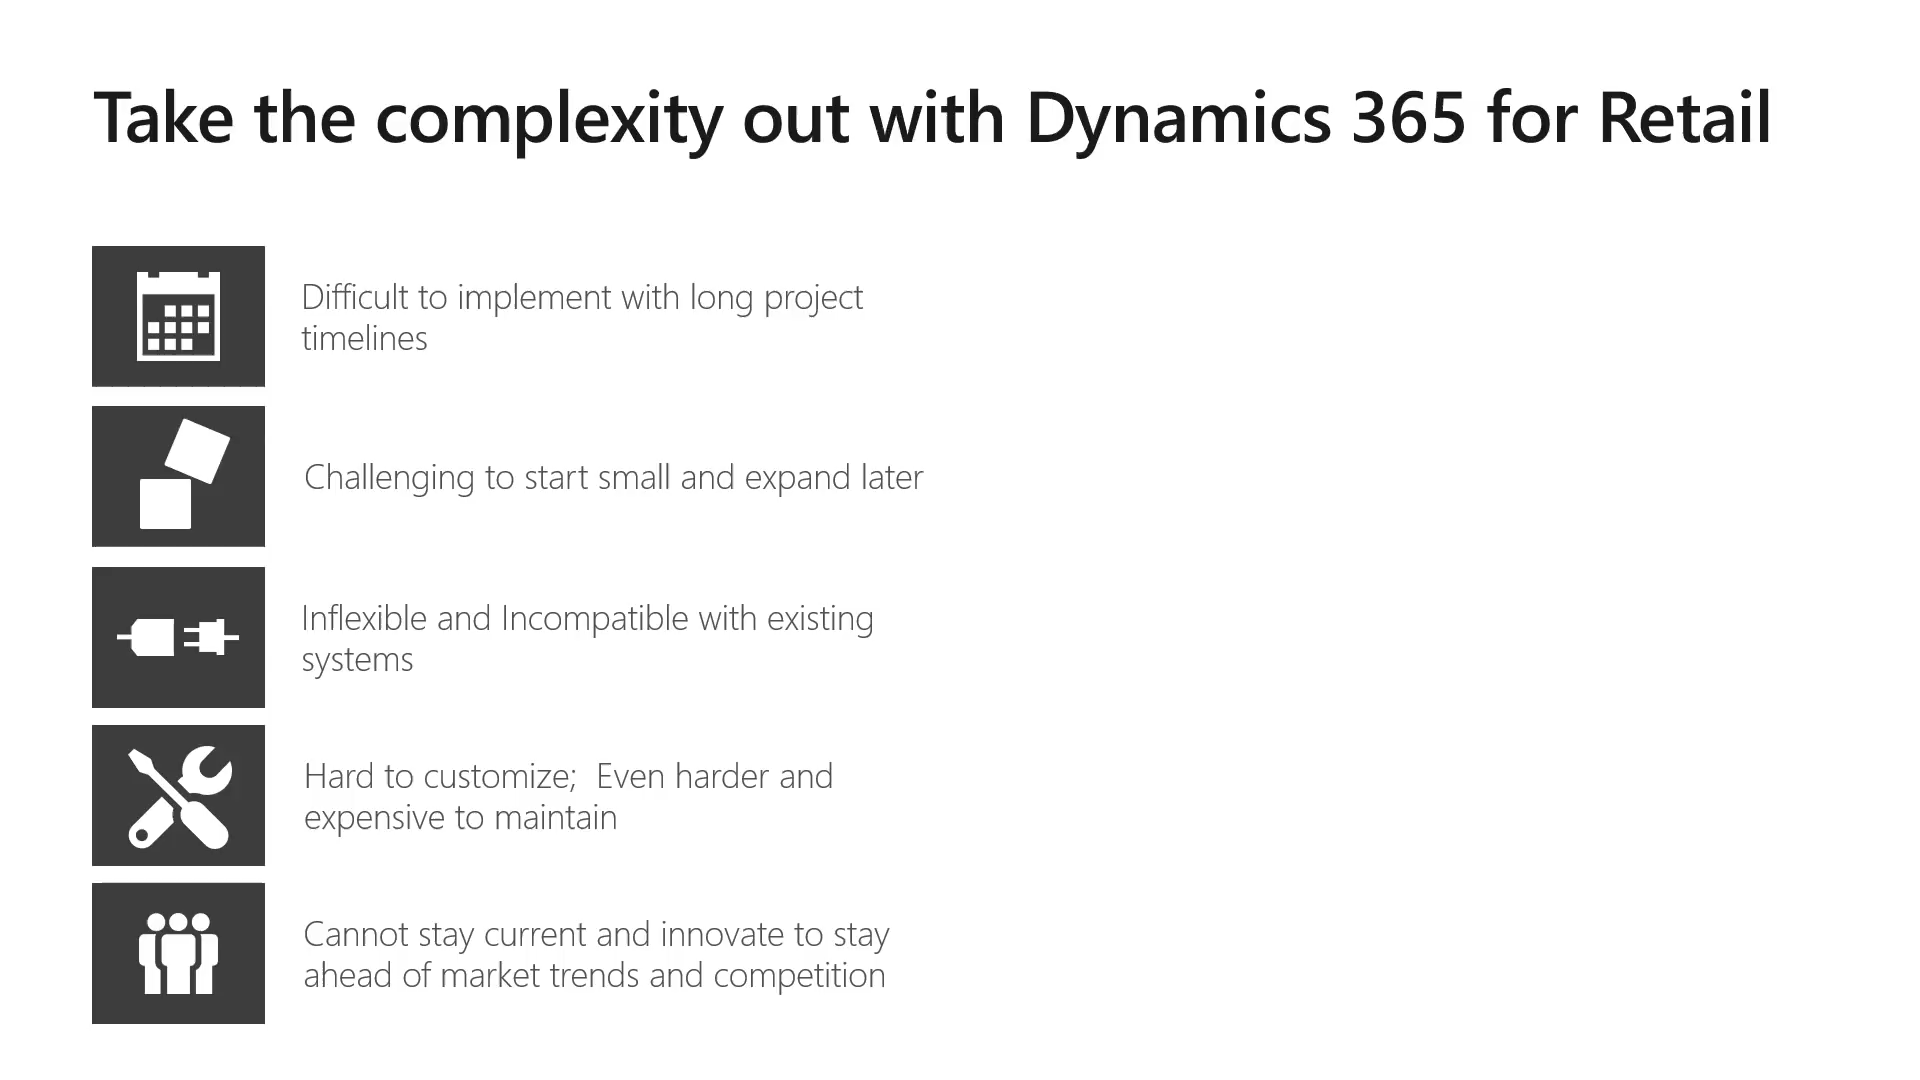 Take the complexity out with Dynamics 365 for Retail
Difficult to implement with long project
timelines
Challenging to start small and expand later
Inflexible and Incompatible with existing
systems
Hard to customize;  Even harder and
expensive to maintain
Cannot stay current and innovate to stay
ahead of market trends and competition